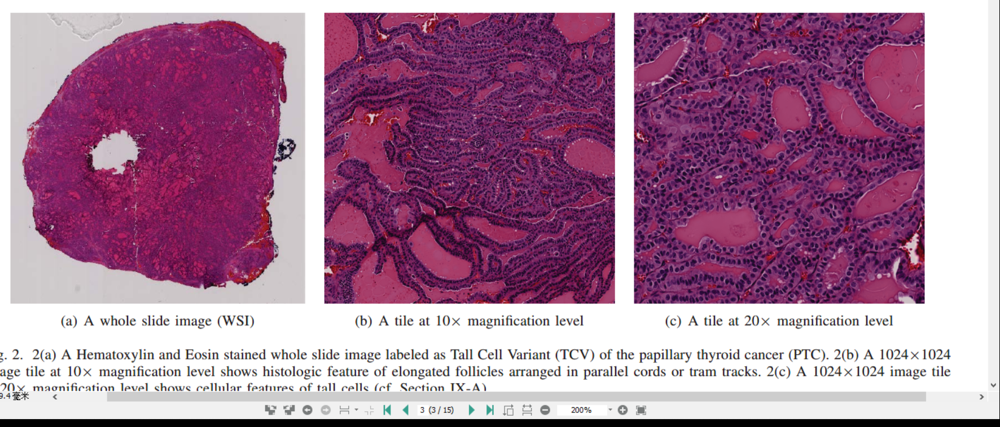 (a) A whole slide image (WSI)
(b) A tile at 10× magnification level
(c) A tile at 20× magnification level
g. 2. 2(a) A Hematoxylin and Eosin stained whole slide image labeled as Tall Cell Variant (TCV) of the papillary thyroid cancer (PTC). 2(b) A 1024×1024
age tile at 10× magnification level shows histologic feature of elongated follicles arranged in parallel cords or tram tracks. 2(c) A 1024×1024 image tile
20× magnification level shows cellular features of tall cells (cf. Section IX-A)
9.4 毫米
3 (3 / 15)
200%